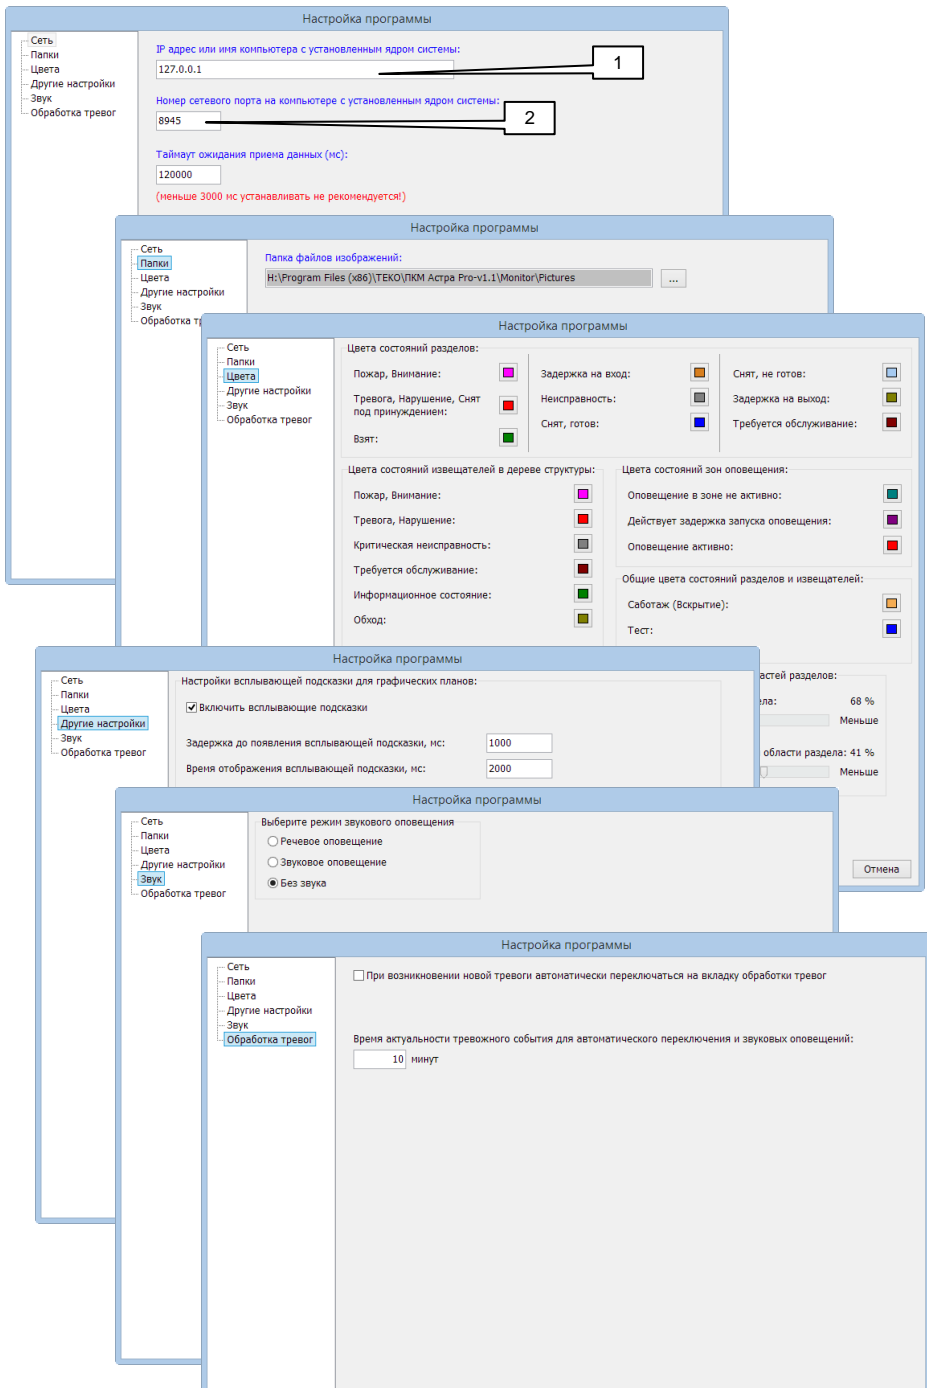 Настройка программы
Сеть
Папки
Цвета
Другие настройки
Звук
Обработка тревог
IP адрес или имя компьютера с установленным ядром системы:
127.0.0.1
1
Номер сетевого порта на компьютере с установленным ядром системы:
8945
2
Таймаут ожидания приема данных (мс):
120000
(меньше 3000 мс устанавливать не рекомендуется!)
Настройка программы
Сеть
Папки
Цвета
Другие настройки
Звук
Обработка
Папка файлов изображений:
H:\Program Files (x86)\ТЕКО\ПКМ Астра Pro-v1.1\Monitor\Pictures
...
Настройка программы
Сеть
Папки
Цвета
Другие настройки
Звук
Обработка тревог
Цвета состояний разделов:
Пожар, Внимание:
Тревога, Нарушение, Снят
под принуждением:
Взят:
Задержка на вход:
Неисправность:
Снят, готов:
Снят, не готов:
Задержка на выход:
Требуется обслуживание:
Цвета состояний извещателей в дереве структуры:
Пожар, Внимание:
Тревога, Нарушение:
Критическая неисправность:
Требуется обслуживание:
Информационное состояние:
Обход:
Цвета состояний зон оповещения:
Оповещение в зоне не активно:
Действует задержка запуска оповещения:
Оповещение активно:
Общие цвета состояний разделов и извещателей:
Саботаж (Вскрытие):
Тест:
астей разделов:
ла: 68 %
Меньше
области раздела: 41 %
Меньше
Отмена
Настройка программы
Сеть
Папки
Цвета
Другие настройки
Звук
Обработка тревог
Настройки всплывающей подсказки для графических планов:
Включить всплывающие подсказки
Задержка до появления всплывающей подсказки, мс: 1000
Время отображения всплывающей подсказки, мс: 2000
Настройка программы
Сеть
Папки
Цвета
Другие настройки
Звук
Обработка тревог
Выберите режим звукового оповещения
Речевое оповещение
Звуковое оповещение
Без звука
Настройка программы
Сеть
Папки
Цвета
Другие настройки
Звук
Обработка тревог
При возникновении новой тревоги автоматически переключаться на вкладку обработки тревог
Время актуальности тревожного события для автоматического переключения и звуковых оповещений:
10 минут